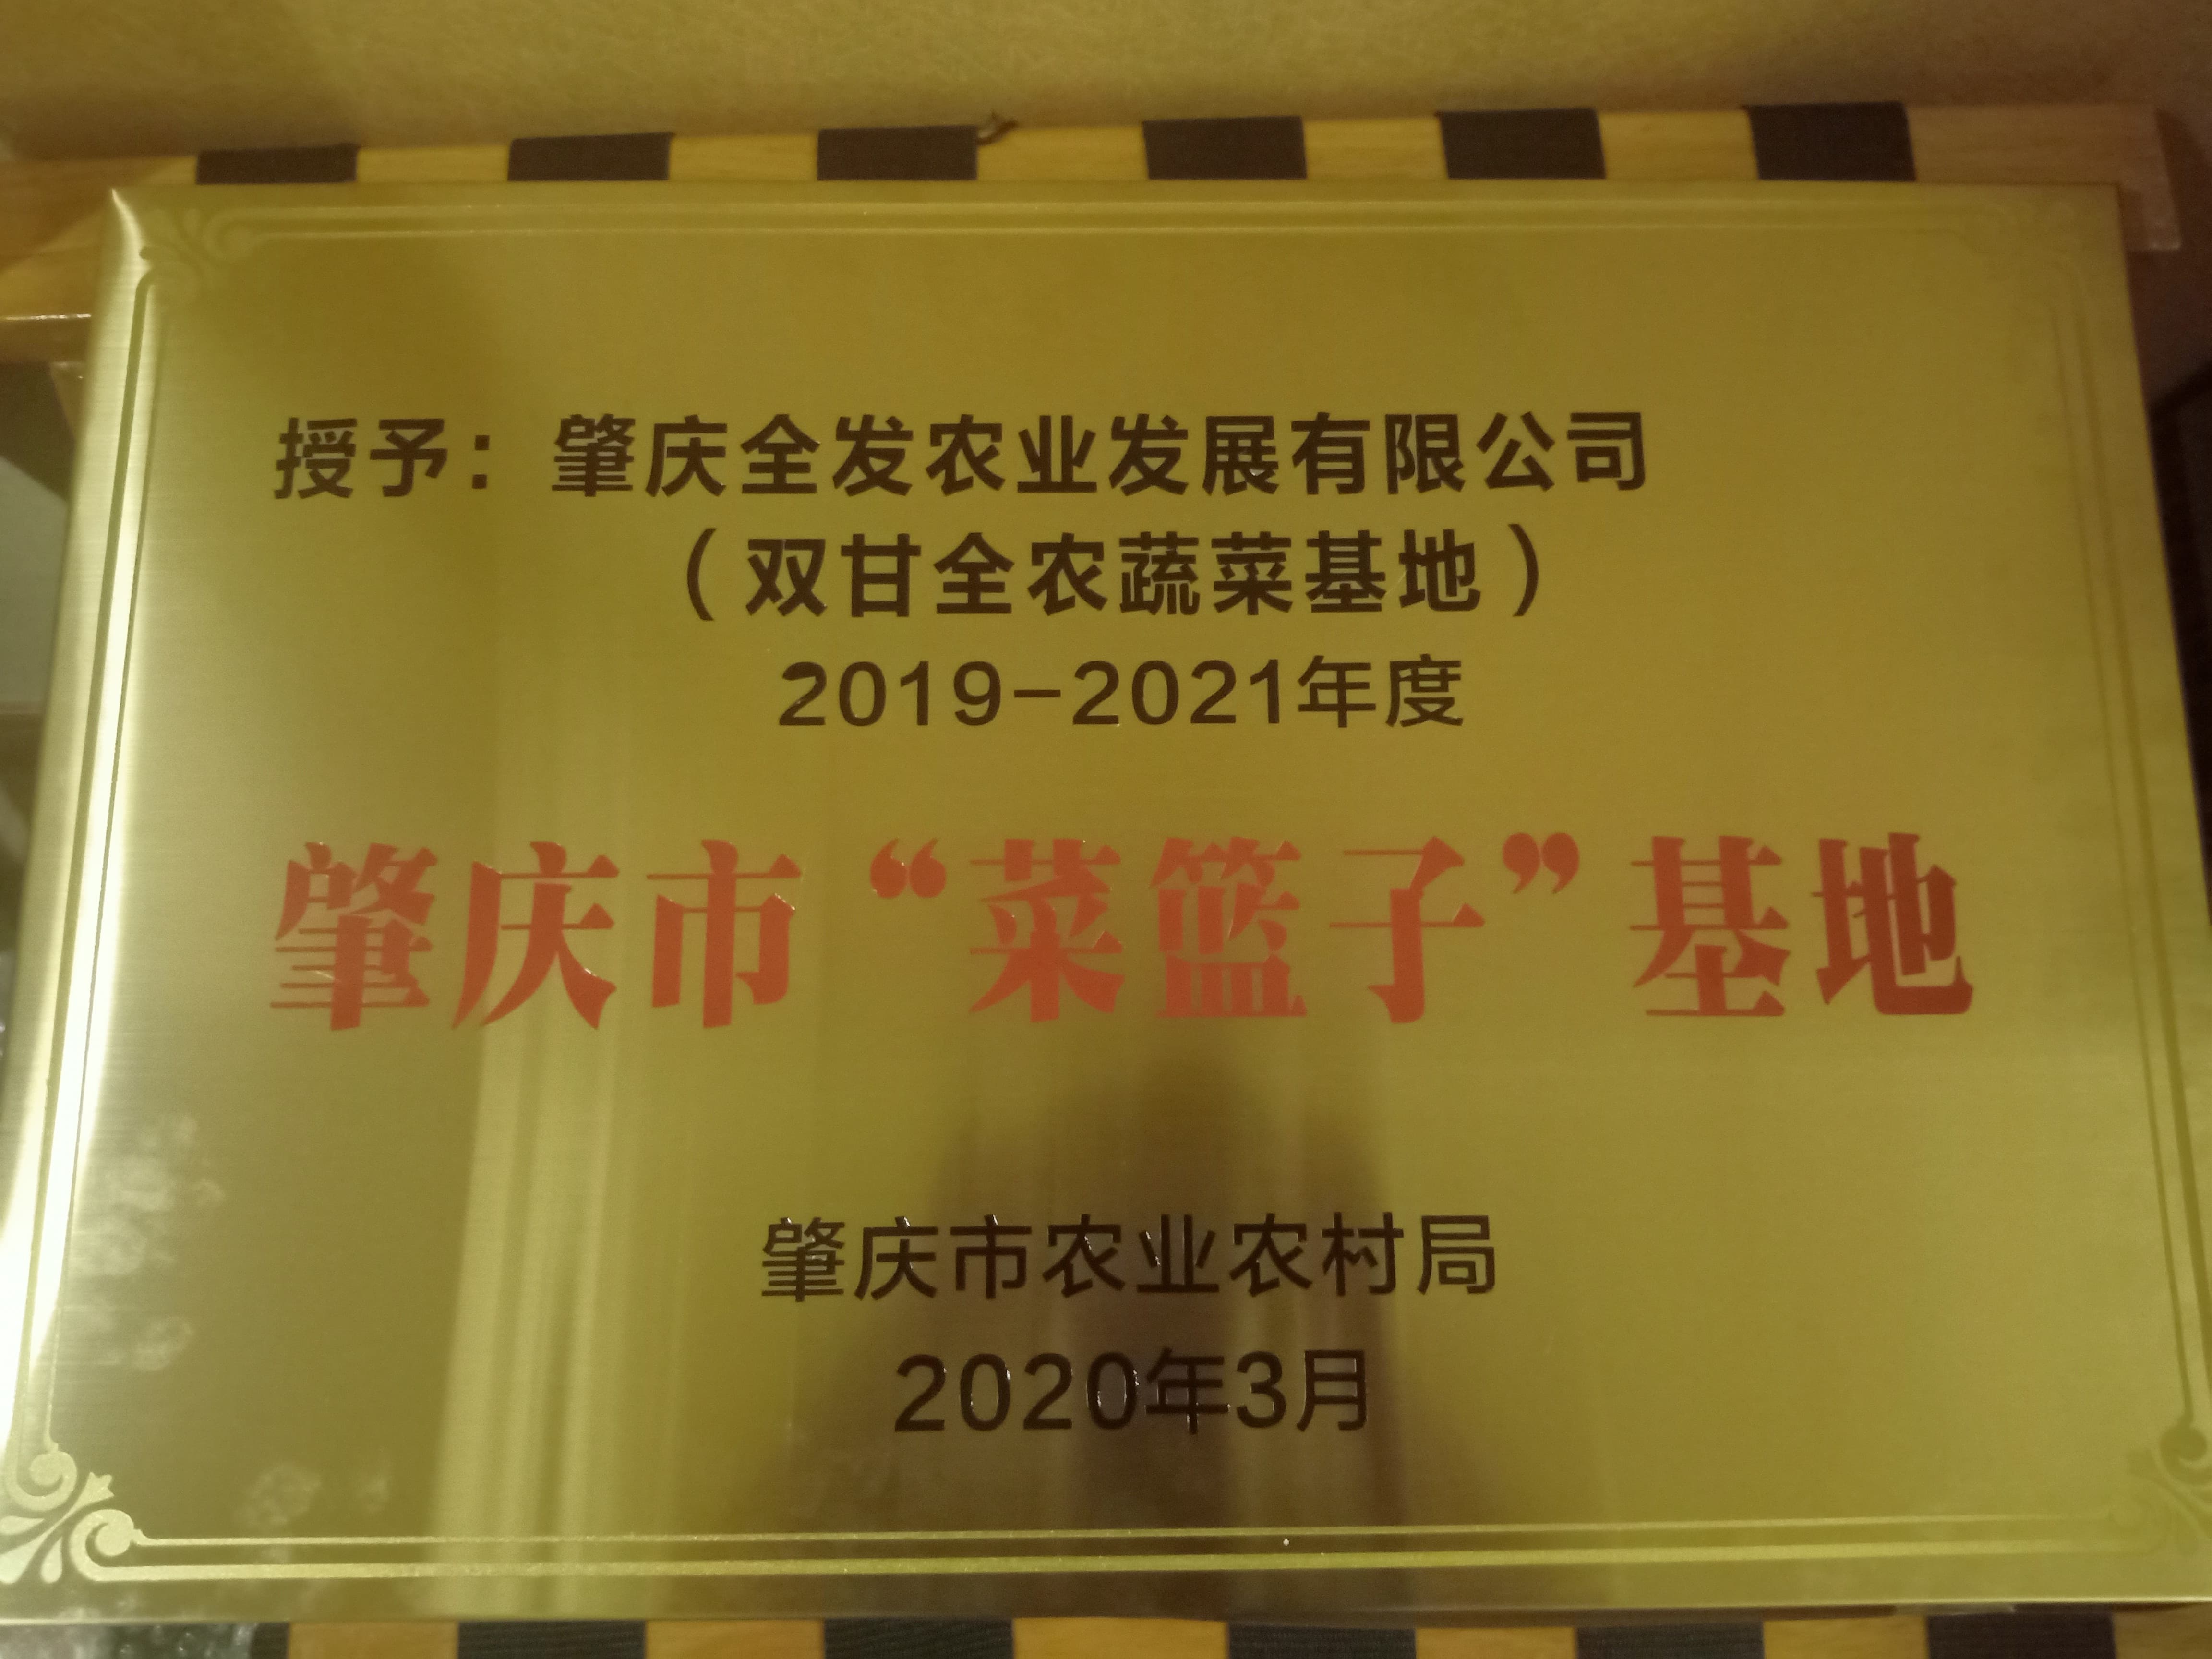 授予：肇庆全发农业发展有限公司
（双甘全农蔬菜基地）
2019-2021年度
肇庆市“菜篮子”基地
肇庆市农业农村局
2020年3月